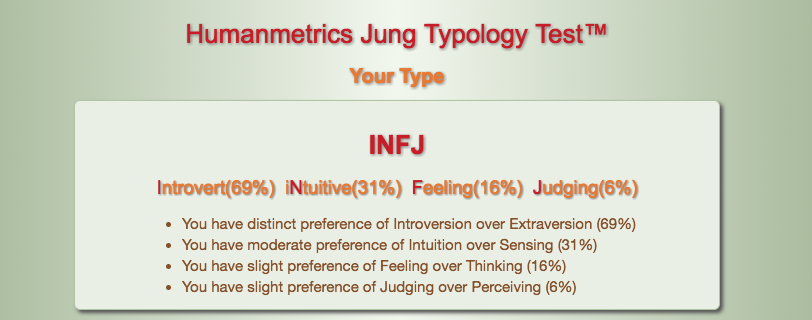 Humanmetrics Jung Typology Test™
Your Type
INFJ
Introvert(69%) iNtuitive(31%) Feeling(16%) Judging(6%)
• You have distinct preference of Introversion over Extraversion (69%)
• You have moderate preference of Intuition over Sensing (31%)
• You have slight preference of Feeling over Thinking (16%)
• You have slight preference of Judging over Perceiving (6%)